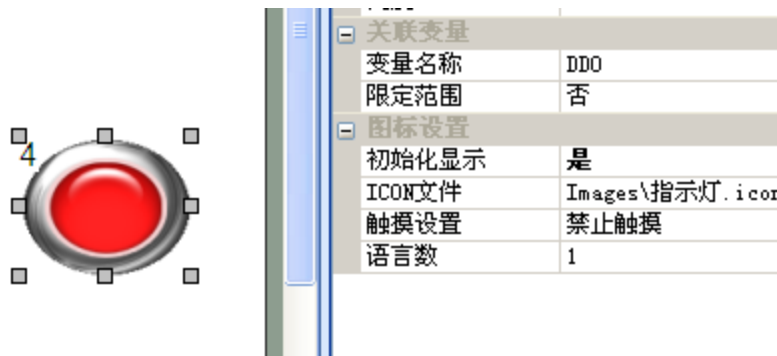 4
关联变量
变量名称 DD0
限定范围 否
图标设置
初始化显示 是
ICON文件 Images\指示灯.icon
触摸设置 禁止触摸
语言数 1